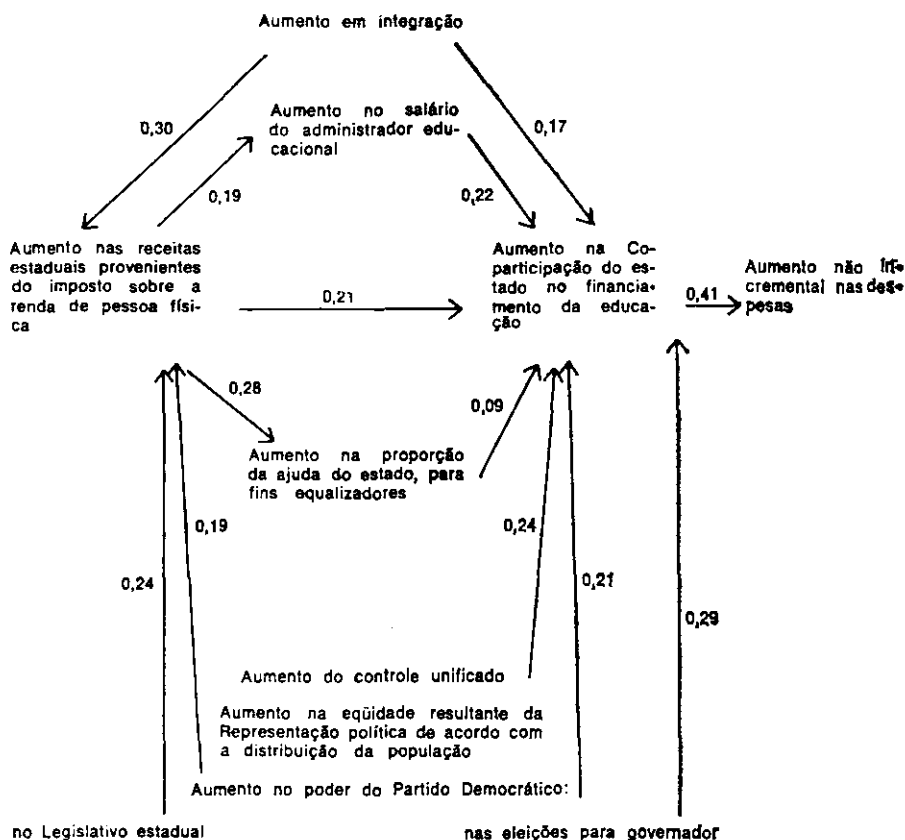 Aumento em integração
Aumento no salário
do administrador edu-
cacional
0,30
0,17
0,19
0,22
Aumento nas receitas
estaduais provenientes
do imposto sobre a
renda de pessoa físi-
ca
Aumento na Co-
participação do es-
tado no financia-
mento da educa-
ção
Aumento não in-
cremental nas des-
pesas
0,21
0,41
0,28
0,09
Aumento na proporção
da ajuda do estado, para
fins equalizadores
0,19
0,24
0,24
0,21
0,29
Aumento do controle unificado
Aumento na eqüidade resultante da
Representação política de acordo com
a distribuição da população
Aumento no poder do Partido Democrático:
no Legislativo estadual
nas eleições para governador